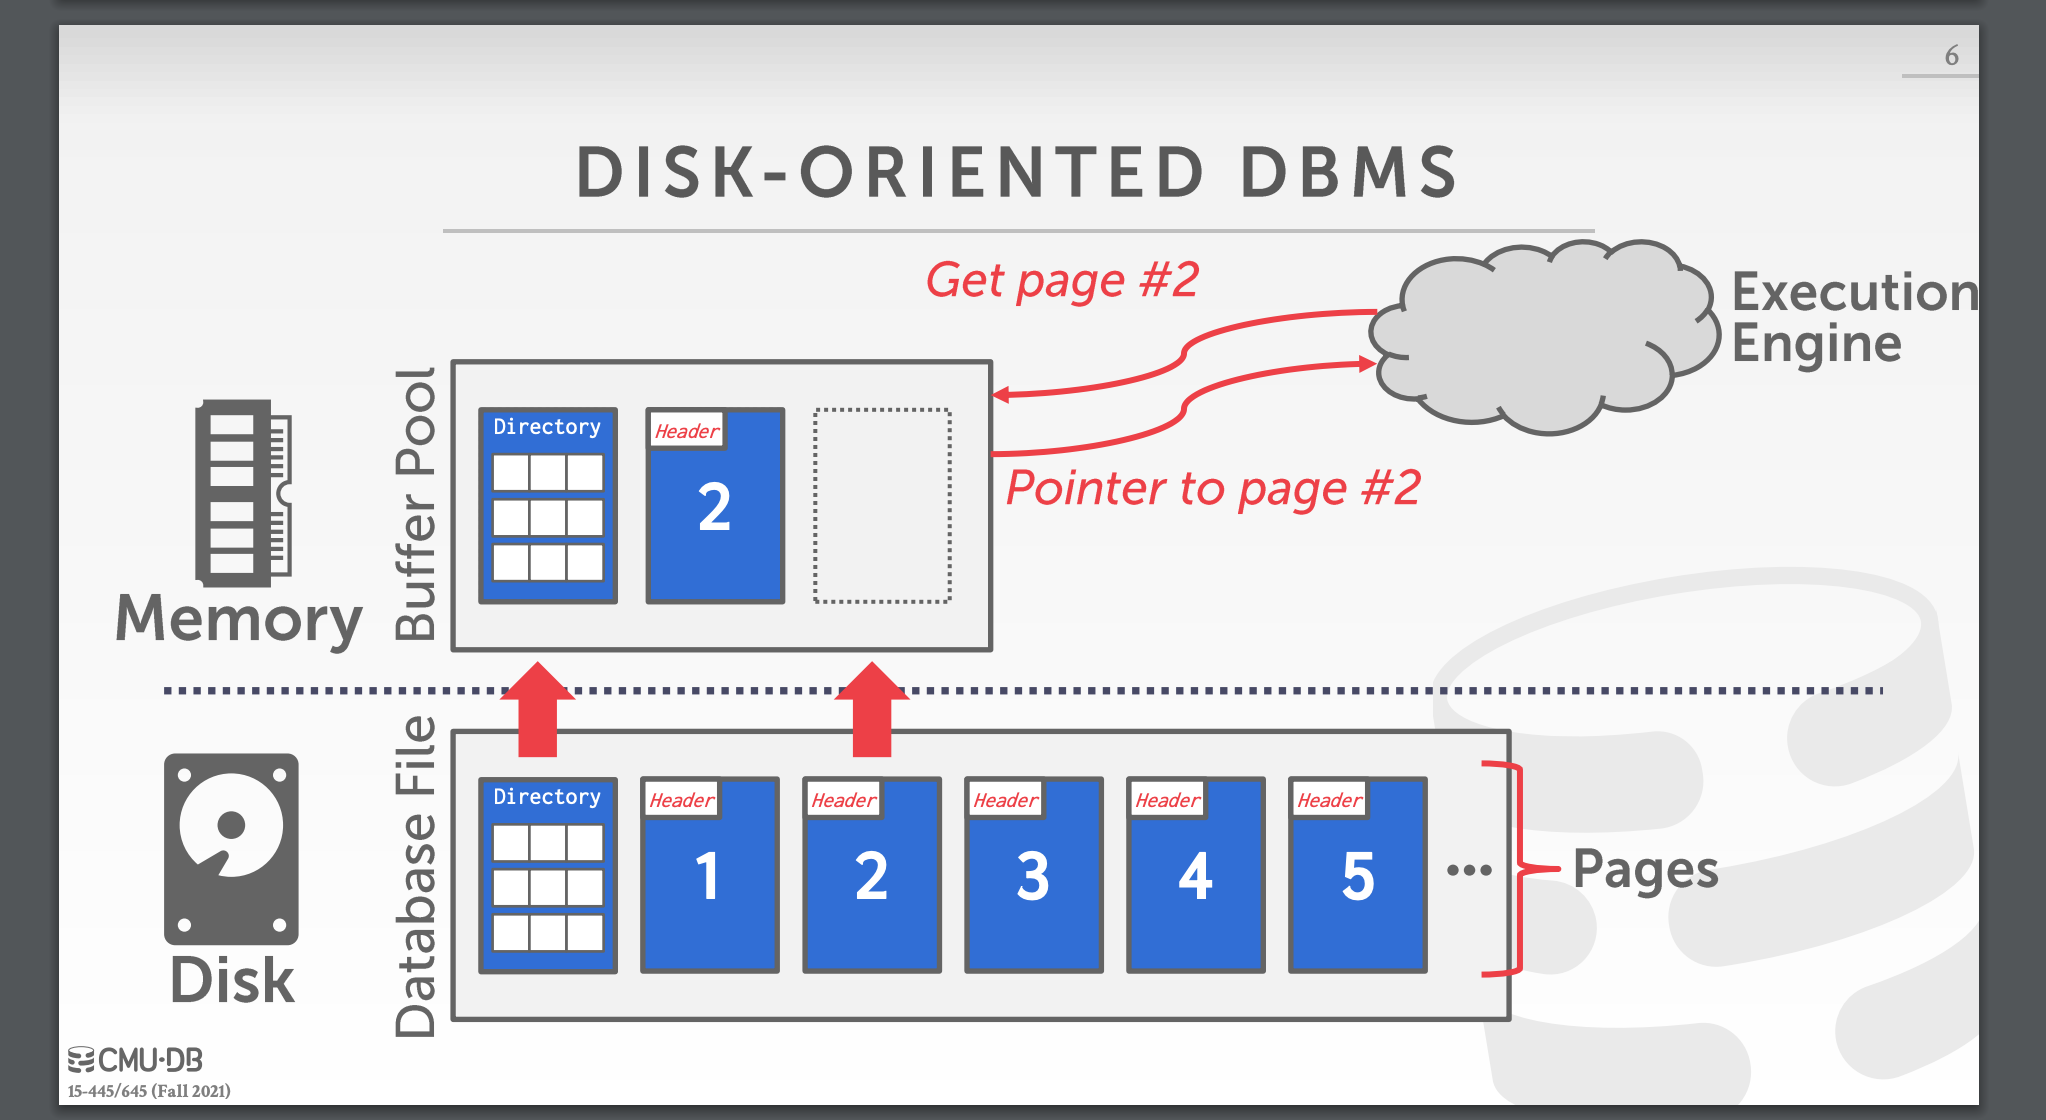 6
DISK-ORIENTED DBMS
Get page #2
Execution
Engine
Pointer to page #2
Memory
Buffer Pool
Directory
Header
2
Disk
Database File
Directory
Header
1
Header
2
Header
3
Header
4
Header
5
...
Pages
CMU·DB
15-445/645 (Fall 2021)